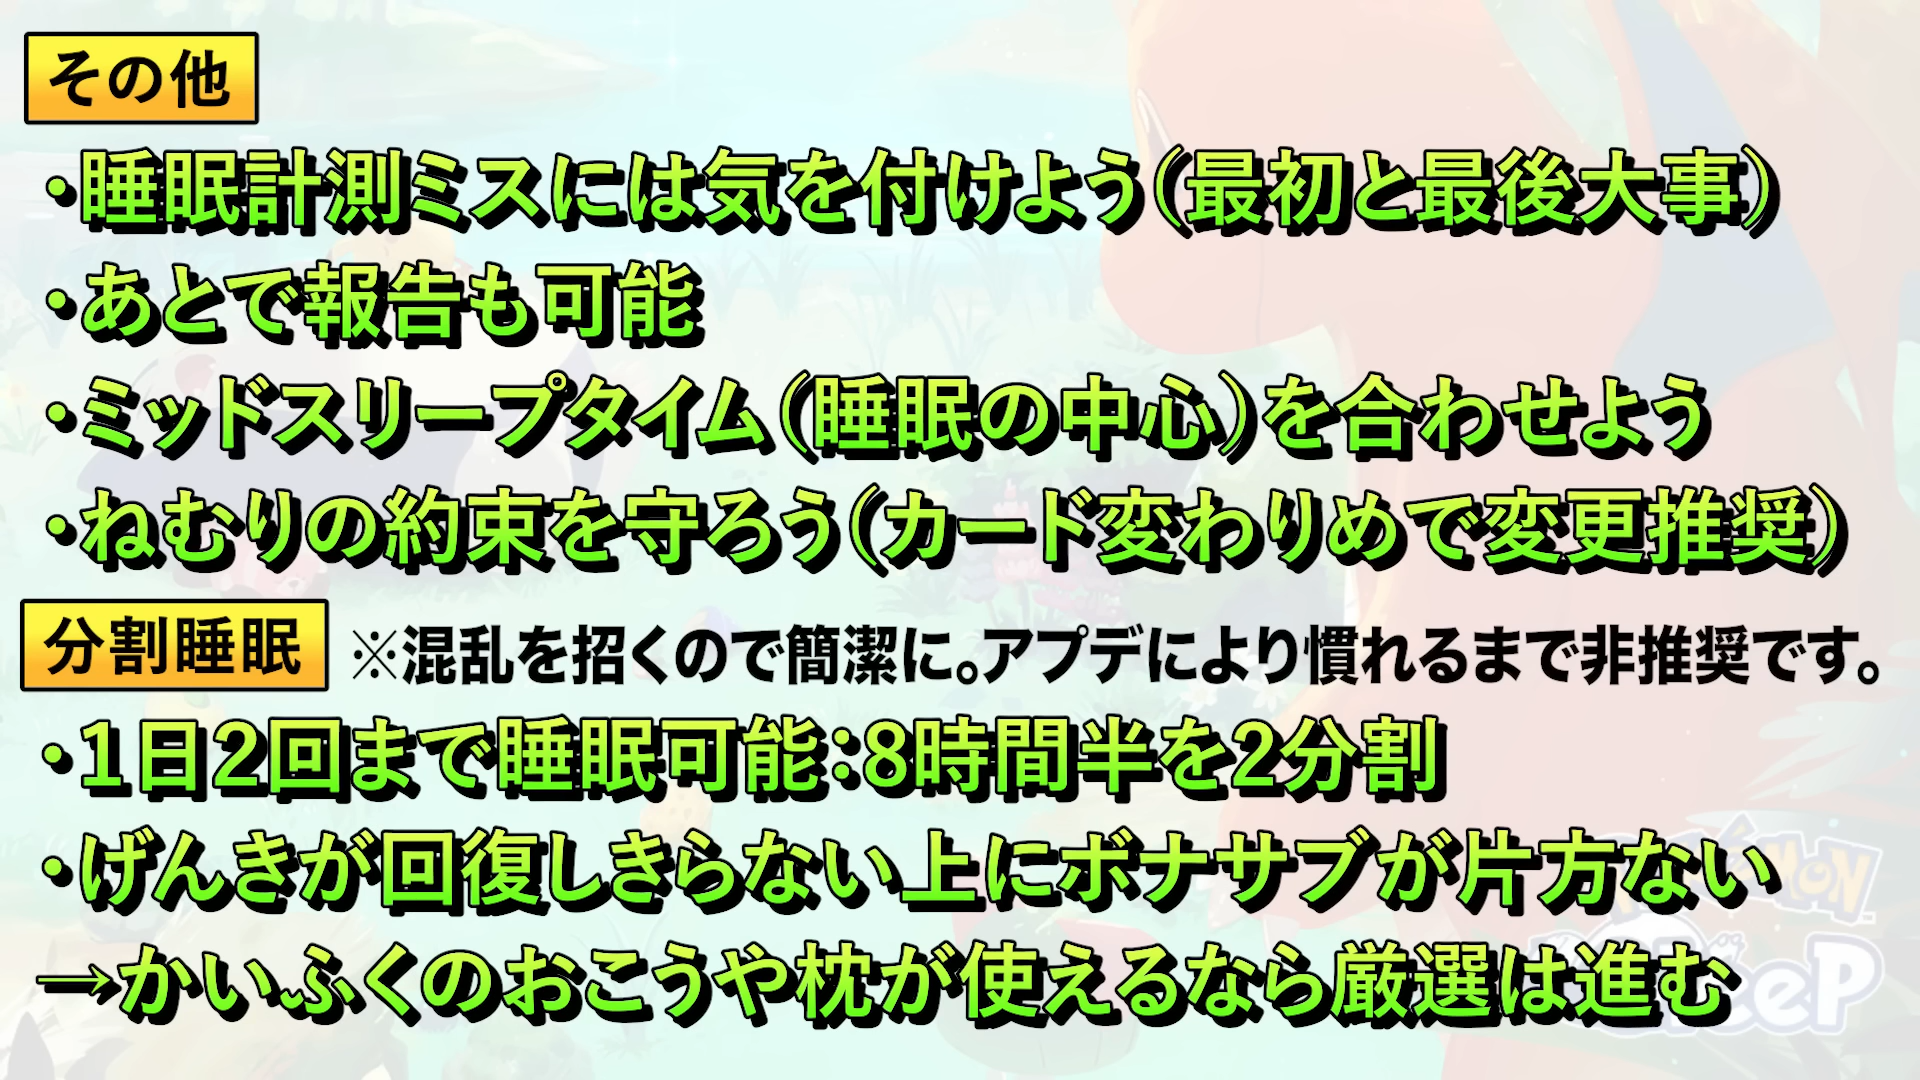 その他
・睡眠計測ミスには気を付けよう（最初と最後大事）
・あとで報告も可能
・ミッドスリープタイム（睡眠の中心）を合わせよう
・ねむりの約束を守ろう（カード変わりめで変更推奨）
分割睡眠 ※混乱を招くので簡潔に。アプデにより慣れるまで非推奨です。
・1日2回まで睡眠可能：8時間半を2分割
・げんきが回復しきらない上にボナサブが片方ない
→かいふくのおこうや枕が使えるなら厳選は進む